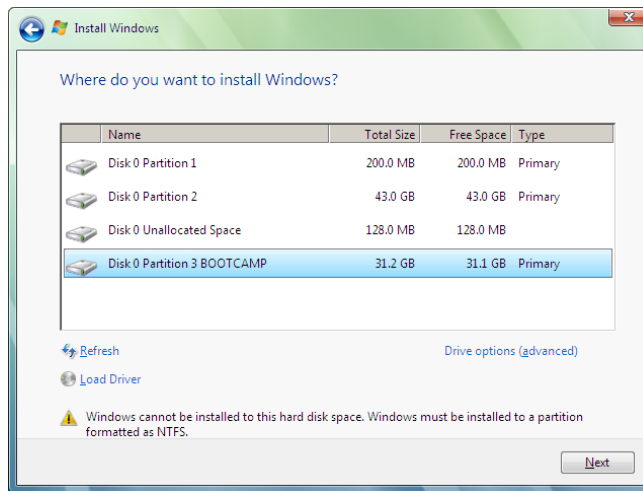 Install Windows
Where do you want to install Windows?
Name Total Size Free Space Type
Disk 0 Partition 1 200.0 MB 200.0 MB Primary
Disk 0 Partition 2 43.0 GB 43.0 GB Primary
Disk 0 Unallocated Space 128.0 MB 128.0 MB
Disk 0 Partition 3 BOOTCAMP 31.2 GB 31.1 GB Primary
Refresh Drive options (advanced)
Load Driver
Windows cannot be installed to this hard disk space. Windows must be installed to a partition
formatted as NTFS.
Next